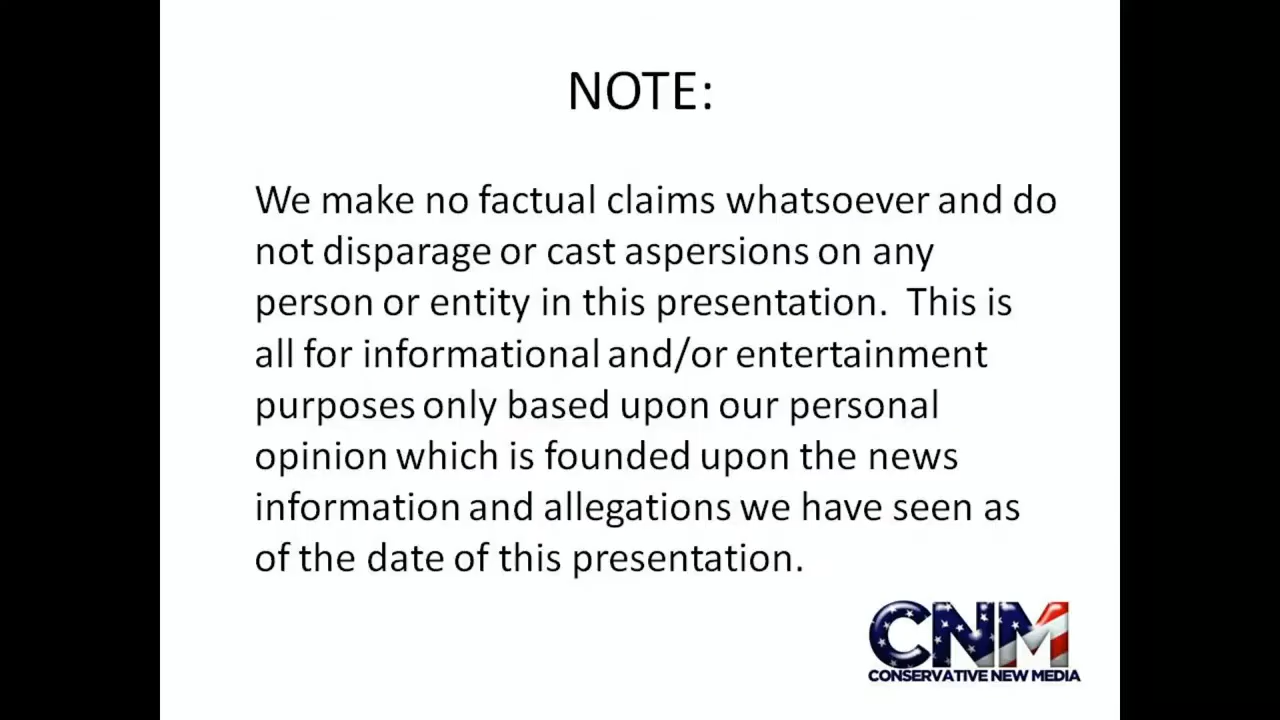 NOTE:
We make no factual claims whatsoever and do
not disparage or cast aspersions on any
person or entity in this presentation.  This is
all for informational and/or entertainment
purposes only based upon our personal
opinion which is founded upon the news
information and allegations we have seen as
of the date of this presentation.
CNM
CONSERVATIVE NEW MEDIA